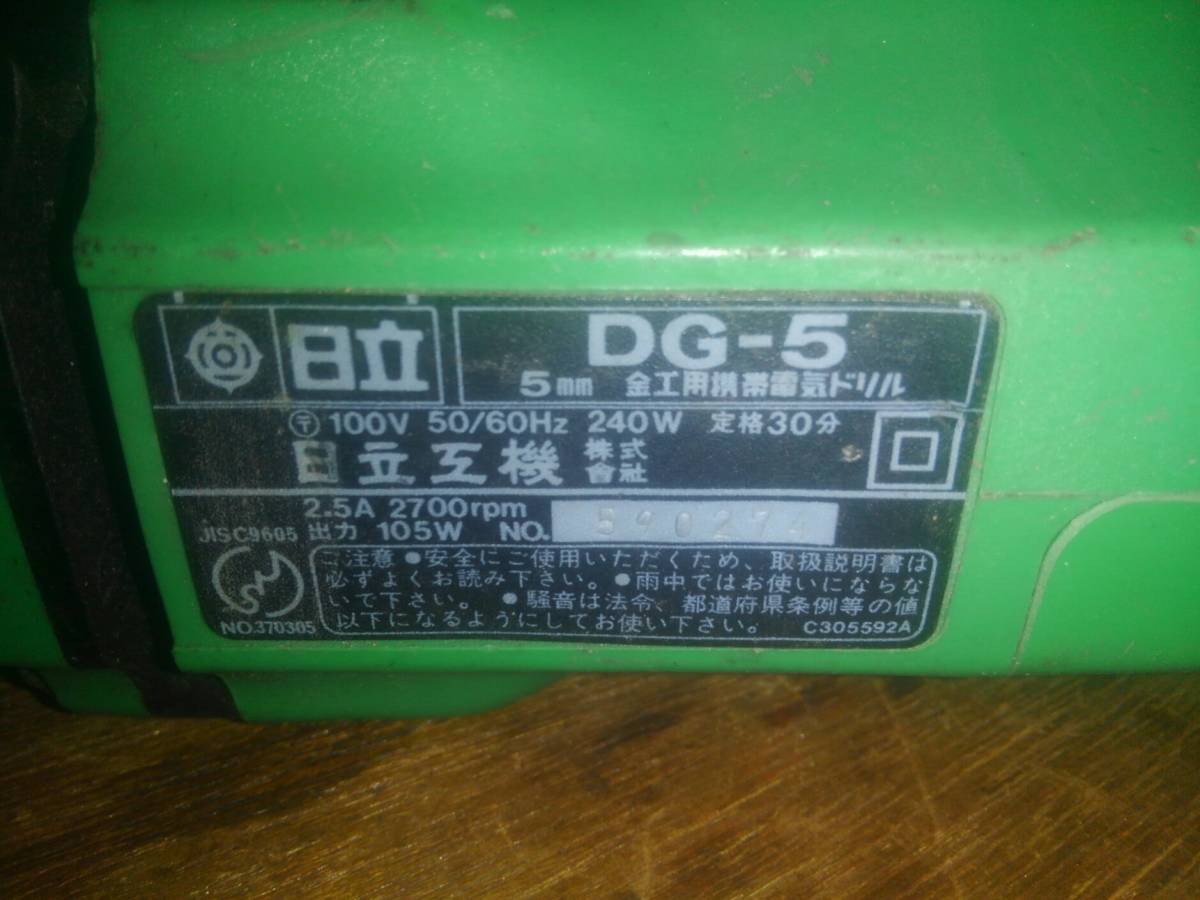 日立
DG-5
5mm 金工用携帯電気ドリル
〒 100V 50/60Hz 240W 定格30分
日立工機 株式會社
2.5A 2700rpm
JIS C9605 出力 105W NO. 590274
ご注意 ●安全にご使用いただくため、取扱説明書は
必ずよくお読み下さい。●雨中ではお使いにならな
いで下さい。●騒音は法令、都道府県条例等の値
以下になるようにしてお使い下さい。 C305592A
NO.370305